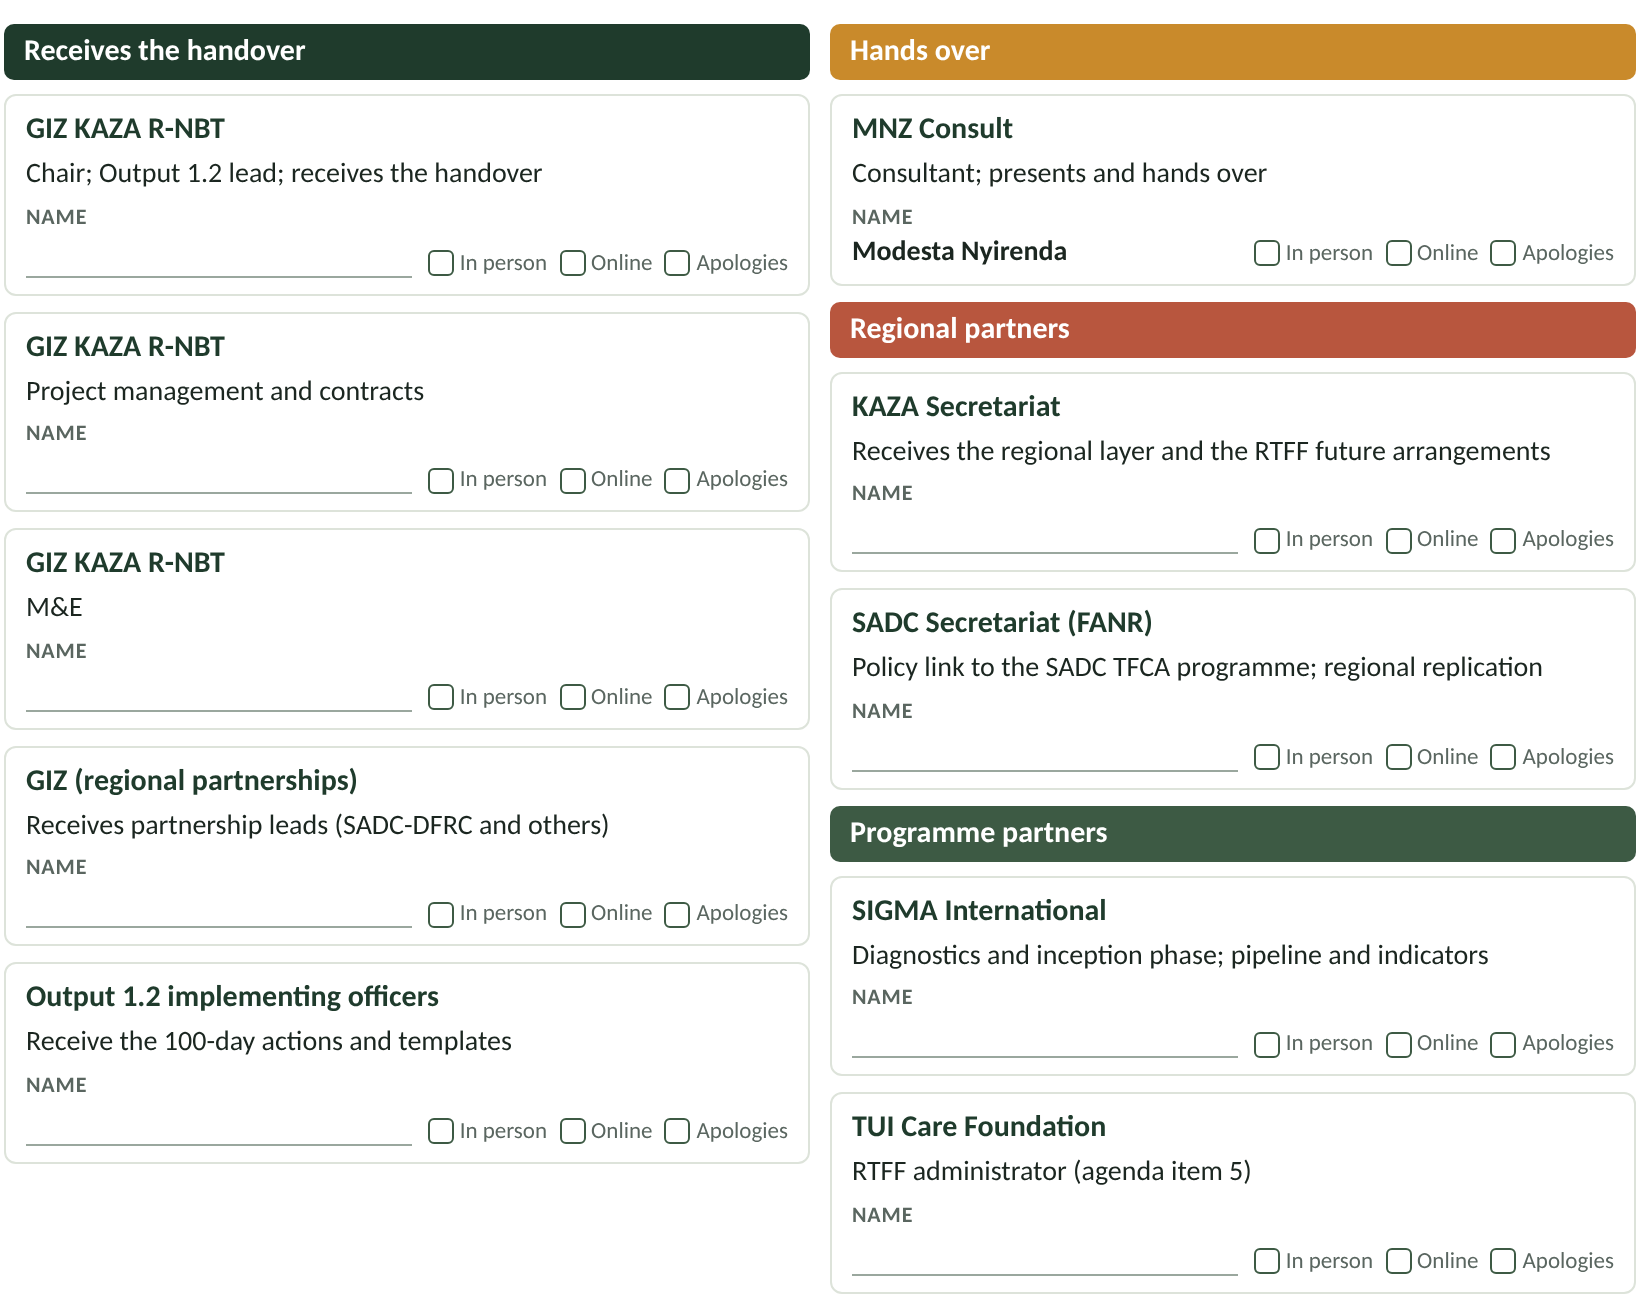 Receives the handover
GIZ KAZA R-NBT
Chair; Output 1.2 lead; receives the handover
NAME
In person Online Apologies
GIZ KAZA R-NBT
Project management and contracts
NAME
In person Online Apologies
GIZ KAZA R-NBT
M&E
NAME
In person Online Apologies
GIZ (regional partnerships)
Receives partnership leads (SADC-DFRC and others)
NAME
In person Online Apologies
Output 1.2 implementing officers
Receive the 100-day actions and templates
NAME
In person Online Apologies
Hands over
MNZ Consult
Consultant; presents and hands over
NAME
Modesta Nyirenda In person Online Apologies
Regional partners
KAZA Secretariat
Receives the regional layer and the RTFF future arrangements
NAME
In person Online Apologies
SADC Secretariat (FANR)
Policy link to the SADC TFCA programme; regional replication
NAME
In person Online Apologies
Programme partners
SIGMA International
Diagnostics and inception phase; pipeline and indicators
NAME
In person Online Apologies
TUI Care Foundation
RTFF administrator (agenda item 5)
NAME
In person Online Apologies